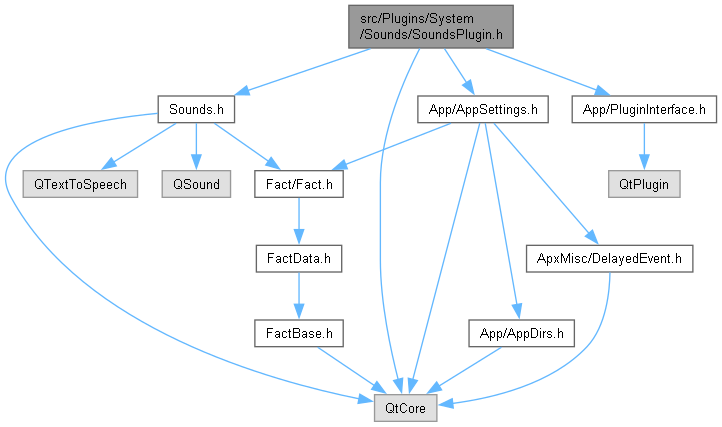 src/Plugins/System
/Sounds/SoundsPlugin.h
Sounds.h
App/AppSettings.h
App/PluginInterface.h
QTextToSpeech
QSound
Fact/Fact.h
QtPlugin
FactData.h
ApxMisc/DelayedEvent.h
FactBase.h
App/AppDirs.h
QtCore